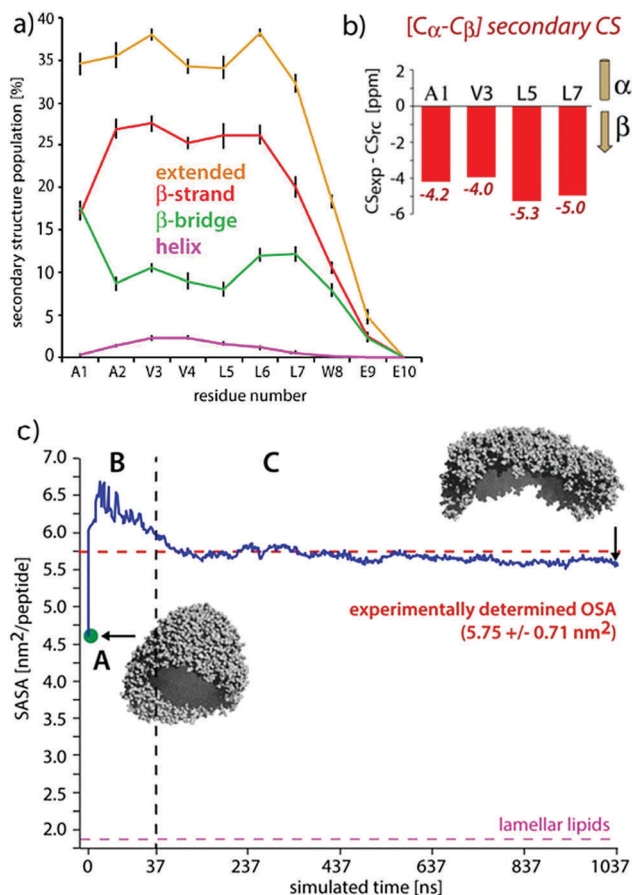 a)
40
35
30
25
20
15
10
5
0
secondary structure population [%]
extended
β-strand
β-bridge
helix
A1 A2 V3 V4 L5 L6 L7 W8 E9 E10
residue number
b)
[Cα-Cβ] secondary CS
CSexp - CSrc [ppm]
2
0
-2
-4
-6
A1 V3 L5 L7
-4.2 -4.0 -5.3 -5.0
α
β
c)
SASA [nm2/peptide]
7.0
6.5
6.0
5.5
5.0
4.5
4.0
3.5
3.0
2.5
2.0
B C
A
experimentally determined OSA
(5.75 +/- 0.71 nm2)
lamellar lipids
0 37 237 437 637 837 1037
simulated time [ns]